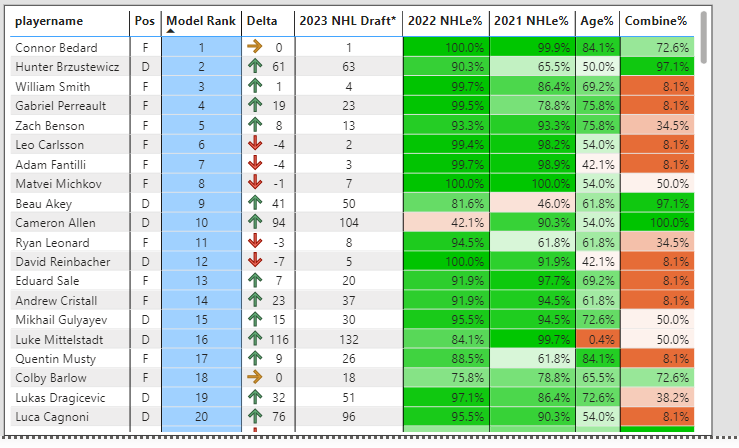 playername Pos Model Rank Delta 2023 NHL Draft* 2022 NHLe% 2021 NHLe% Age% Combine%
Connor Bedard F 1 0 1 100.0% 99.9% 84.1% 72.6%
Hunter Brzustewicz D 2 61 63 90.3% 65.5% 50.0% 97.1%
William Smith F 3 1 4 99.7% 86.4% 69.2% 8.1%
Gabriel Perreault F 4 19 23 99.5% 78.8% 75.8% 8.1%
Zach Benson F 5 8 13 93.3% 93.3% 75.8% 34.5%
Leo Carlsson F 6 -4 2 99.4% 98.2% 54.0% 8.1%
Adam Fantilli F 7 -4 3 99.7% 98.9% 42.1% 8.1%
Matvei Michkov F 8 -1 7 100.0% 100.0% 54.0% 50.0%
Beau Akey D 9 41 50 81.6% 46.0% 61.8% 97.1%
Cameron Allen D 10 94 104 42.1% 90.3% 54.0% 100.0%
Ryan Leonard F 11 -3 8 94.5% 61.8% 61.8% 34.5%
David Reinbacher D 12 -7 5 100.0% 91.9% 42.1% 8.1%
Eduard Sale F 13 7 20 91.9% 97.7% 69.2% 8.1%
Andrew Cristall F 14 23 37 91.9% 94.5% 61.8% 8.1%
Mikhail Gulyayev D 15 15 30 95.5% 94.5% 72.6% 50.0%
Luke Mittelstadt D 16 116 132 84.1% 99.7% 0.4% 50.0%
Quentin Musty F 17 9 26 88.5% 61.8% 84.1% 8.1%
Colby Barlow F 18 0 18 75.8% 78.8% 65.5% 72.6%
Lukas Dragicevic D 19 32 51 97.1% 86.4% 72.6% 38.2%
Luca Cagnoni D 20 76 96 95.5% 90.3% 54.0% 8.1%